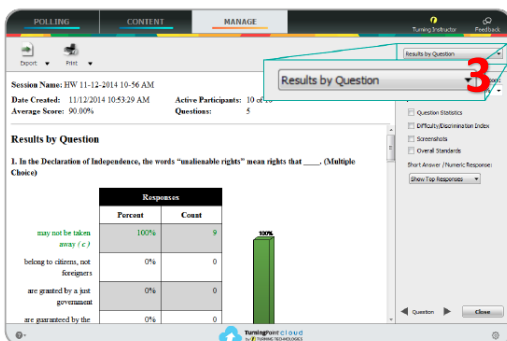 POLLING CONTENT MANAGE
Turning Instructor Feedback
Export Print
Results by Question
Results by Question
3
Session Name: HW 11-12-2014 10-56 AM
Date Created: 11/12/2014 10:53:29 AM Active Participants: 10 of 10
Average Score: 90.00% Questions: 5
Question Statistics
Difficulty/Discrimination Index
Screenshots
Overall Standards
Short Answer /Numeric Response:
Show Top Responses
Results by Question
1. In the Declaration of Independence, the words “unalienable rights” mean rights that ____. (Multiple
Choice)
Responses
Percent Count
may not be taken 100% 9
away ( c )
100%
belong to citizens, not 0% 0
foreigners
are granted by a just 0% 0
government
are guaranteed by the 0% 0
Question Close
TurningPoint Cloud
BY TURNING TECHNOLOGIES